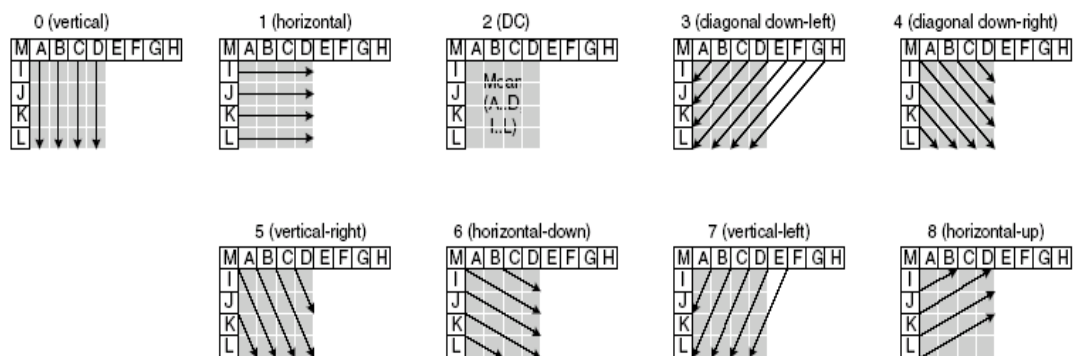 0 (vertical) 1 (horizontal) 2 (DC) 3 (diagonal down-left) 4 (diagonal down-right)
M A B C D E F G H M A B C D E F G H M A B C D E F G H M A B C D E F G H M A B C D E F G H
I I I I I
J J J J J
K K K K K
L L L L L
Mean
(A..D
I..L)
5 (vertical-right) 6 (horizontal-down) 7 (vertical-left) 8 (horizontal-up)
M A B C D E F G H M A B C D E F G H M A B C D E F G H M A B C D E F G H
I I I I
J J J J
K K K K
L L L L